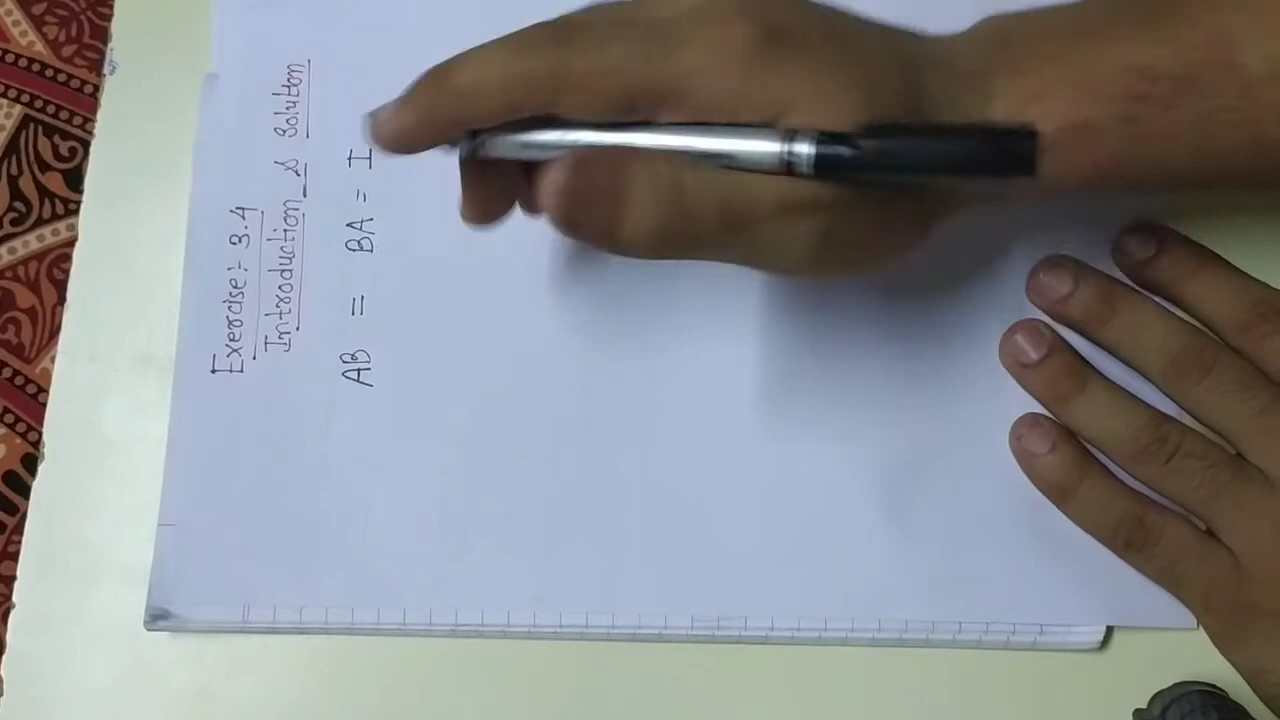 Exercise:- 3.4
Introduction & Solution
AB = BA = I